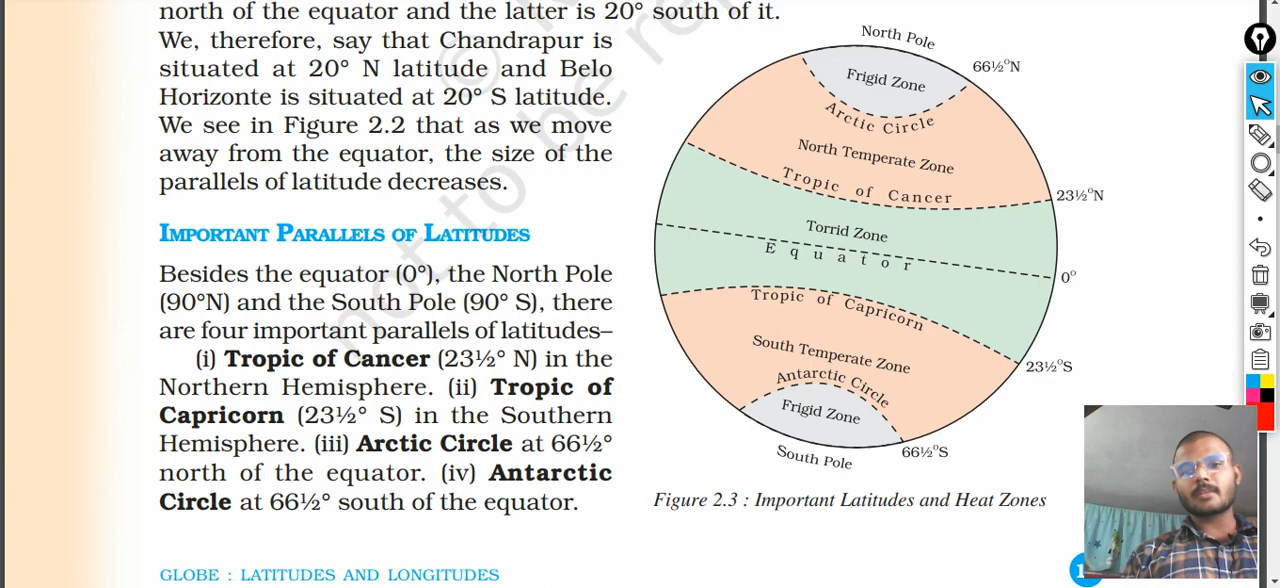 north of the equator and the latter is 20° south of it.
We, therefore, say that Chandrapur is
situated at 20° N latitude and Belo
Horizonte is situated at 20° S latitude.
We see in Figure 2.2 that as we move
away from the equator, the size of the
parallels of latitude decreases.
IMPORTANT PARALLELS OF LATITUDES
Besides the equator (0°), the North Pole
(90°N) and the South Pole (90° S), there
are four important parallels of latitudes–
(i) Tropic of Cancer (23½° N) in the
Northern Hemisphere. (ii) Tropic of
Capricorn (23½° S) in the Southern
Hemisphere. (iii) Arctic Circle at 66½°
north of the equator. (iv) Antarctic
Circle at 66½° south of the equator.
North Pole
66½°N
Frigid Zone
Arctic Circle
North Temperate Zone
Tropic of Cancer
23½°N
Torrid Zone
Equator
0°
Tropic of Capricorn
South Temperate Zone
23½°S
Antarctic Circle
Frigid Zone
66½°S
South Pole
Figure 2.3 : Important Latitudes and Heat Zones
GLOBE : LATITUDES AND LONGITUDES
not to be re
©